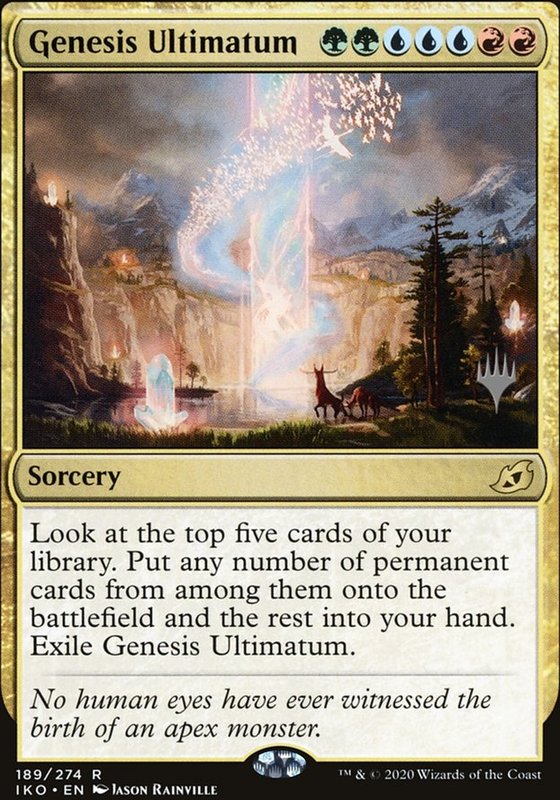 Genesis Ultimatum
Sorcery
Look at the top five cards of your
library. Put any number of permanent
cards from among them onto the
battlefield and the rest into your hand.
Exile Genesis Ultimatum.
No human eyes have ever witnessed the
birth of an apex monster.
189/274 R
IKO • EN Jason Rainville
™ & © 2020 Wizards of the Coast